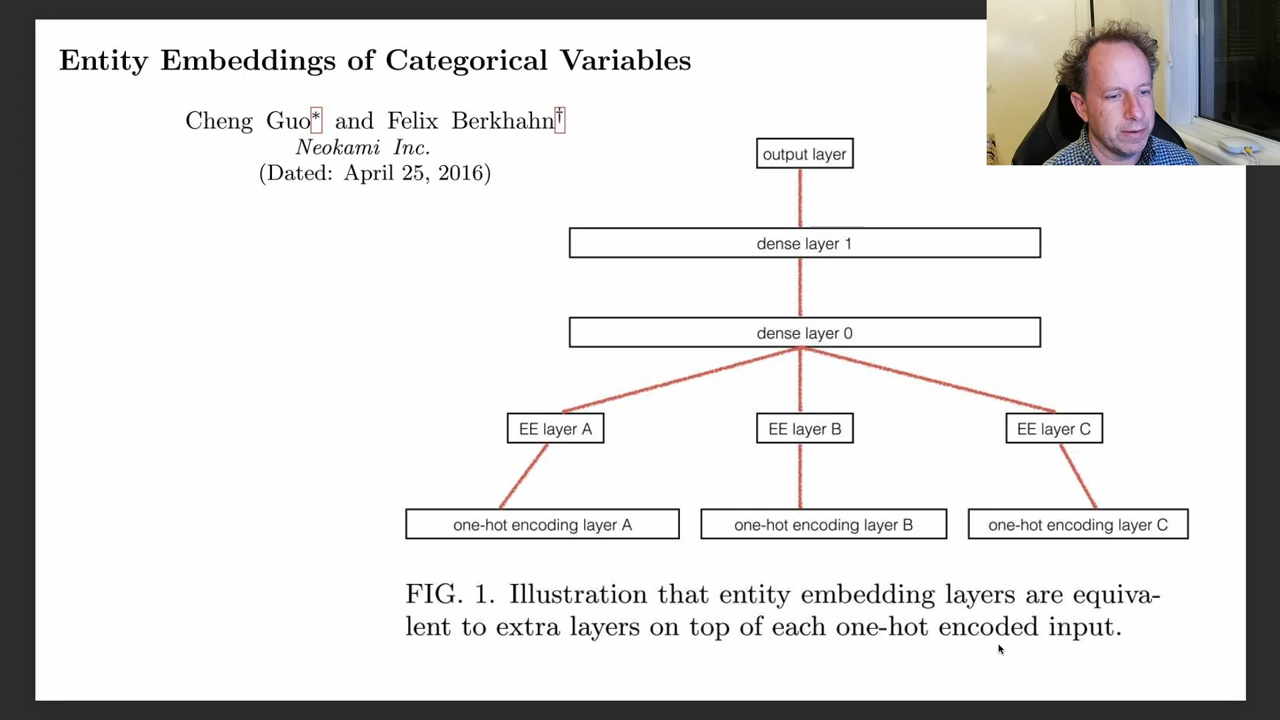 Entity Embeddings of Categorical Variables
Cheng Guo* and Felix Berkhahn†
Neokami Inc.
(Dated: April 25, 2016)
output layer
dense layer 1
dense layer 0
EE layer A
EE layer B
EE layer C
one-hot encoding layer A
one-hot encoding layer B
one-hot encoding layer C
FIG. 1. Illustration that entity embedding layers are equiva-
lent to extra layers on top of each one-hot encoded input.